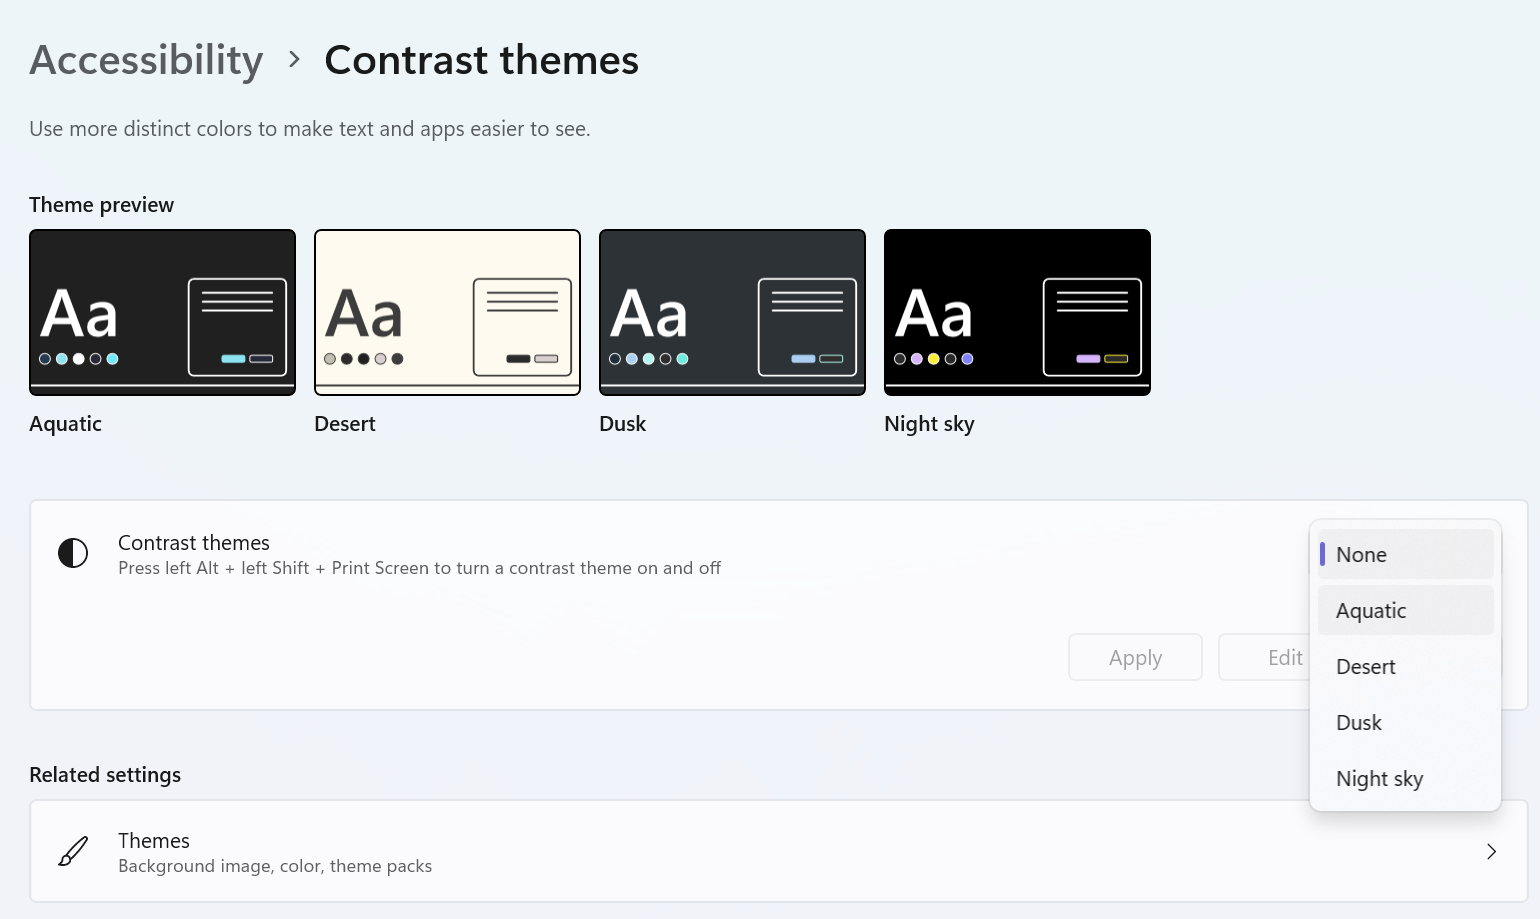 Accessibility > Contrast themes
Use more distinct colors to make text and apps easier to see.
Theme preview
Aa
Aa
Aa
Aa
Aquatic
Desert
Dusk
Night sky
Contrast themes
Press left Alt + left Shift + Print Screen to turn a contrast theme on and off
Apply
Edit
None
Aquatic
Desert
Dusk
Night sky
Related settings
Themes
Background image, color, theme packs